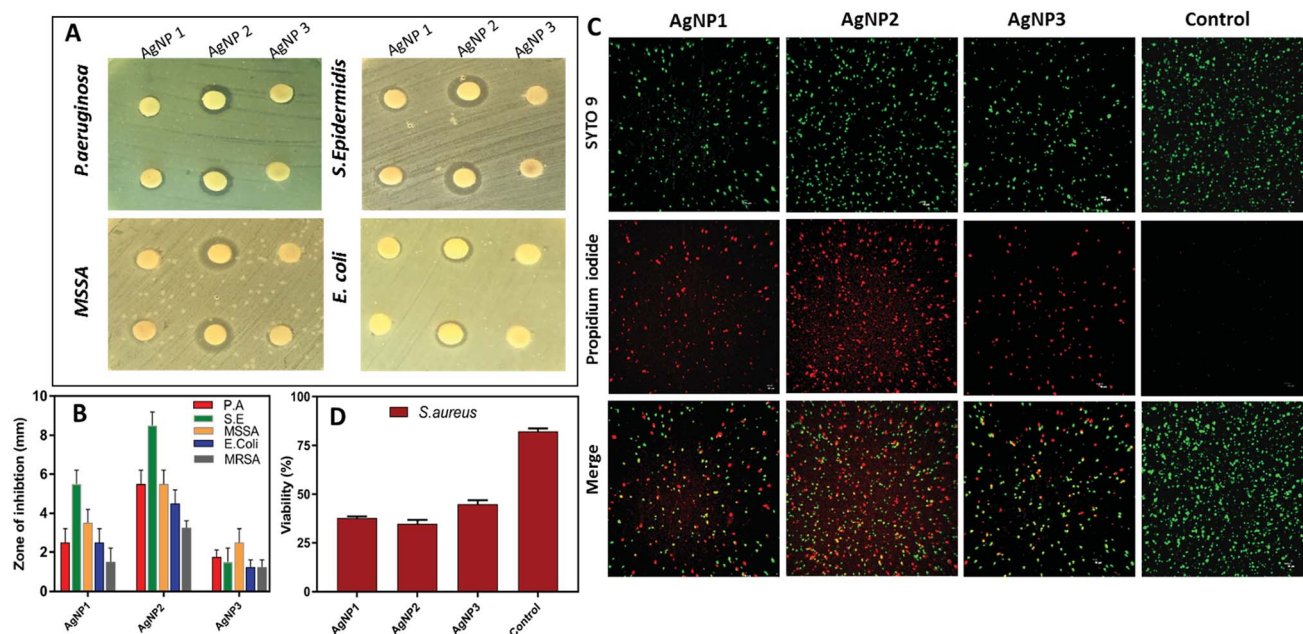 A
AgNP 1
AgNP 2
AgNP 3
AgNP 1
AgNP 2
AgNP 3
P.aeruginosa
S.Epidermidis
MSSA
E. coli
B
Zone of inhibtion (mm)
10
8
6
4
2
0
P.A
S.E
MSSA
E.Coli
MRSA
AgNP1
AgNP2
AgNP3
D
S.aureus
Viability (%)
100
75
50
25
0
AgNP1
AgNP2
AgNP3
Control
C
AgNP1
AgNP2
AgNP3
Control
SYTO 9
Propidium iodide
Merge